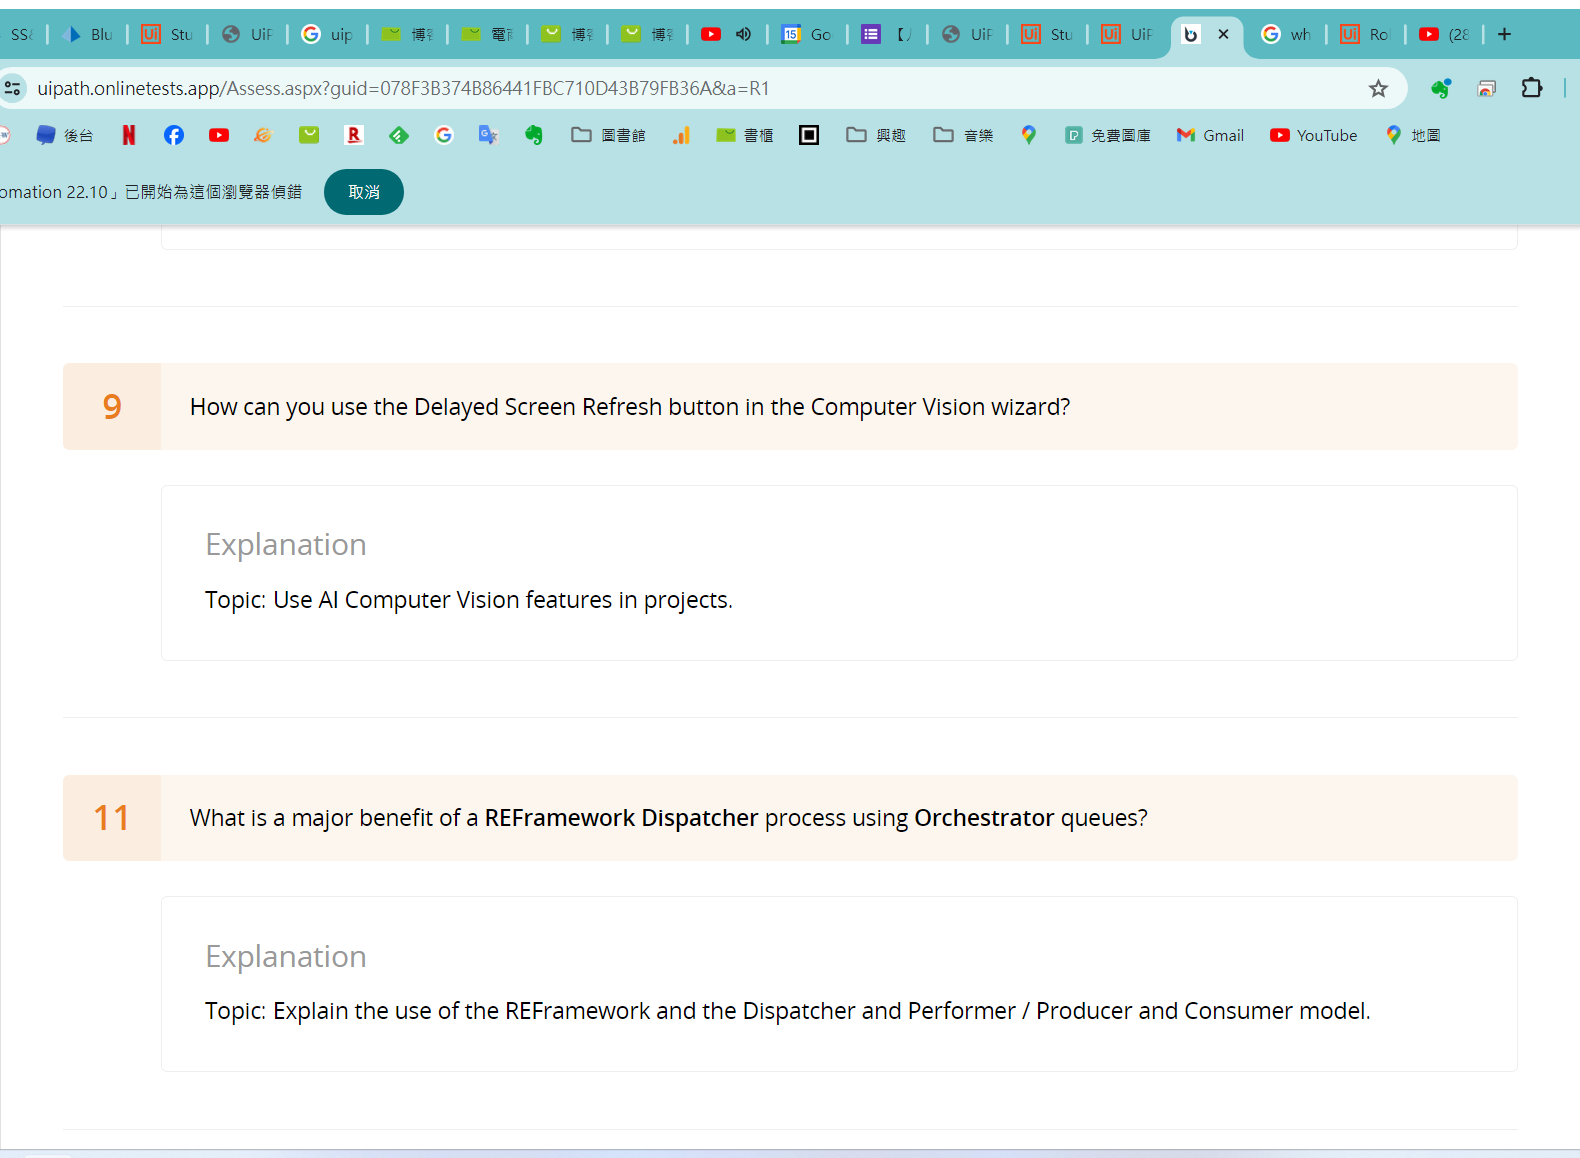 SS
Blu
Stu
UiP
uip
博
電
博
博
Go
【
UiP
Stu
UiP
wh
Ro
(28
uipath.onlinetests.app/Assess.aspx?guid=078F3B374B86441FBC710D43B79FB36A&a=R1
後台
圖書館
書櫃
興趣
音樂
免費圖庫
Gmail
YouTube
地圖
omation 22.10」已開始為這個瀏覽器偵錯
取消
9
How can you use the Delayed Screen Refresh button in the Computer Vision wizard?
Explanation
Topic: Use AI Computer Vision features in projects.
11
What is a major benefit of a REFramework Dispatcher process using Orchestrator queues?
Explanation
Topic: Explain the use of the REFramework and the Dispatcher and Performer / Producer and Consumer model.